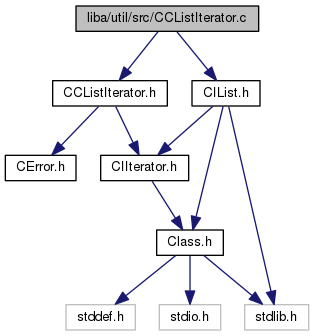 liba/util/src/CCListIterator.c
CCListIterator.h
CIList.h
CError.h
CIIterator.h
Class.h
stddef.h
stdio.h
stdlib.h